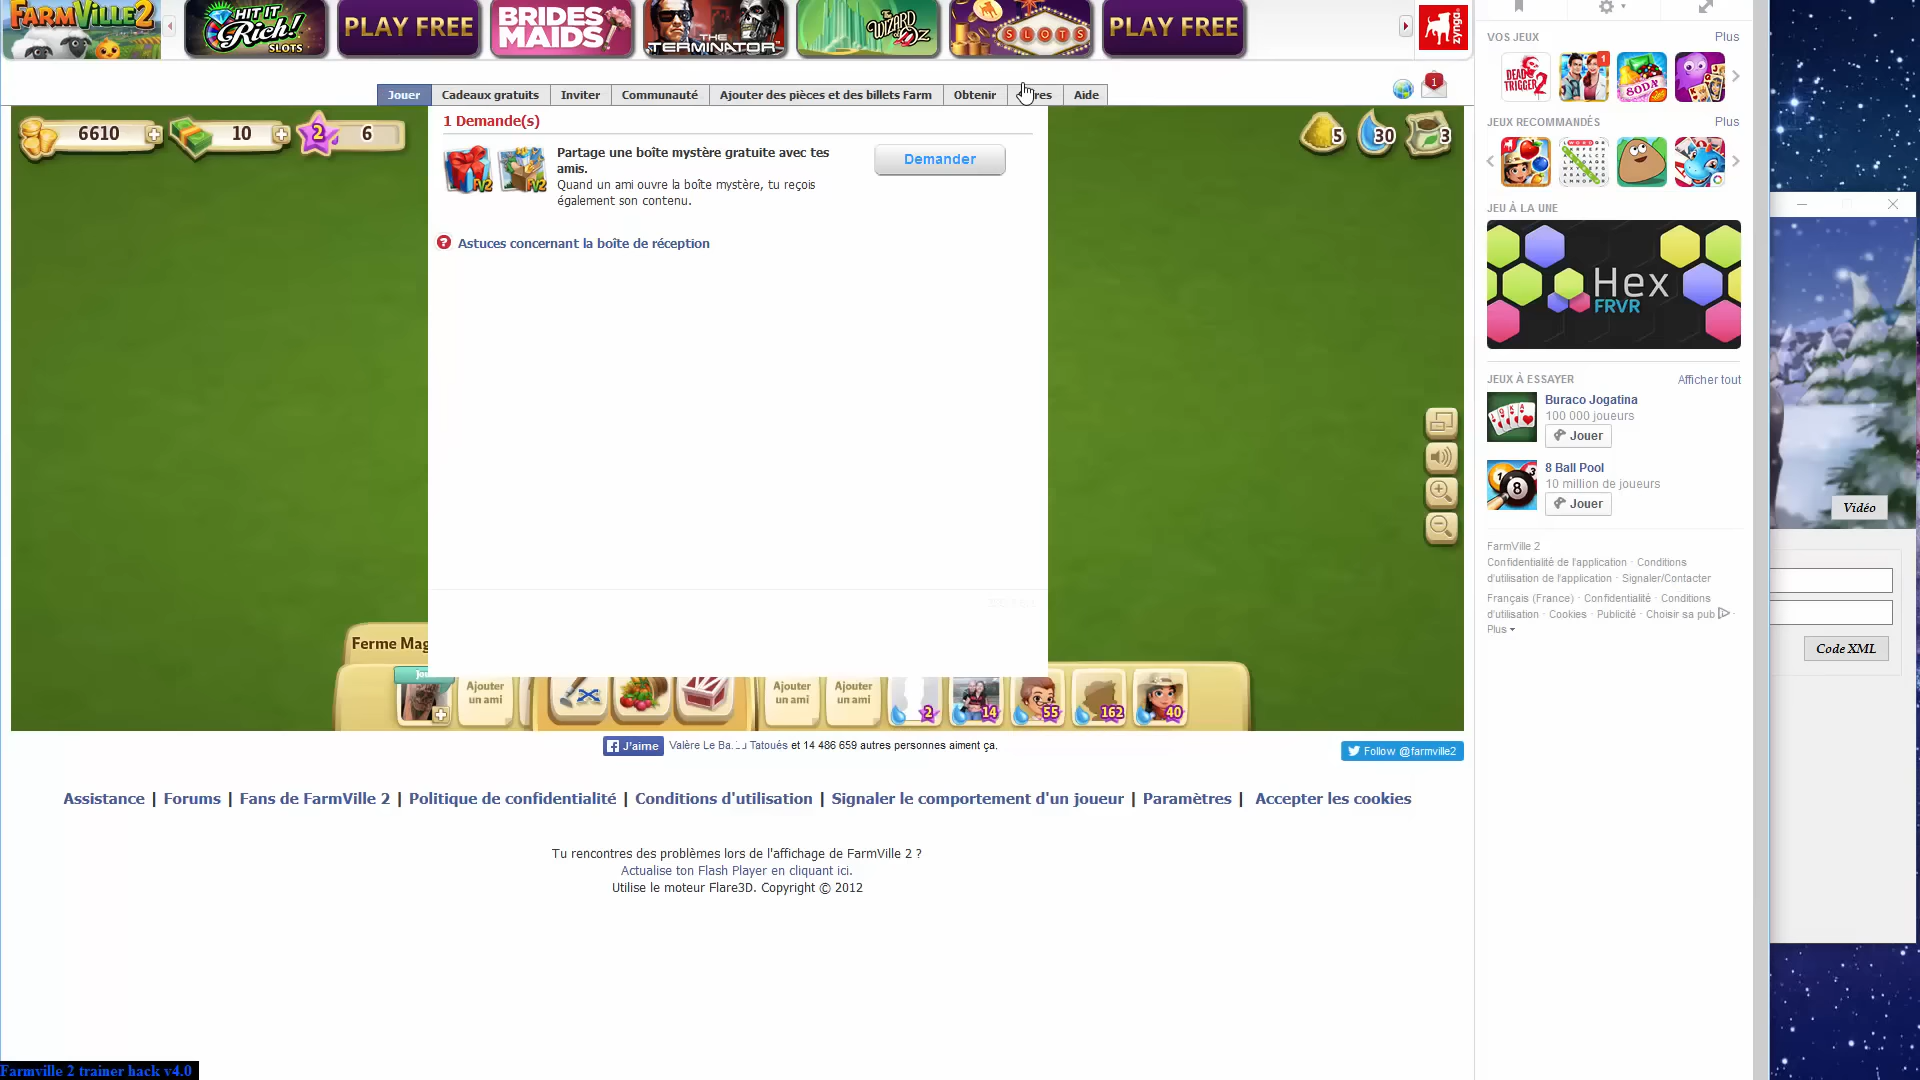 FARMVILLE2
HIT IT Rich! SLOTS
PLAY FREE
BRIDES MAIDS
THE TERMINATOR
THE WIZARD OF OZ
SLOTS
PLAY FREE
zynga
Jouer
Cadeaux gratuits
Inviter
Communauté
Ajouter des pièces et des billets Farm
Obtenir
Aide
1
6610
10
2
6
5
30
3
1 Demande(s)
Partage une boîte mystère gratuite avec tes
amis.
Quand un ami ouvre la boîte mystère, tu reçois
également son contenu.
FV2
FV2
Demander
Astuces concernant la boîte de réception
Ferme Mag
Ajouter
un ami
Ajouter
un ami
Ajouter
un ami
2
14
55
162
40
J'aime
et 14 486 659 autres personnes aiment ça.
Follow @farmville2
Assistance | Forums | Fans de FarmVille 2 | Politique de confidentialité | Conditions d'utilisation | Signaler le comportement d'un joueur | Paramètres | Accepter les cookies
Tu rencontres des problèmes lors de l'affichage de FarmVille 2 ?
Actualise ton Flash Player en cliquant ici.
Utilise le moteur Flare3D. Copyright © 2012
VOS JEUX
Plus
DEAD TRIGGER 2
1
SODA
JEUX RECOMMANDÉS
Plus
JEU À LA UNE
Hex
FRVR
JEUX À ESSAYER
Afficher tout
Buraco Jogatina
100 000 joueurs
Jouer
8 Ball Pool
10 million de joueurs
Jouer
FarmVille 2
Confidentialité de l'application · Conditions
d'utilisation de l'application · Signaler/Contacter
Français (France) · Confidentialité · Conditions
d'utilisation · Cookies · Publicité · Choisir sa pub ·
Plus
Vidéo
Code XML
Farmville 2 trainer hack v4.0